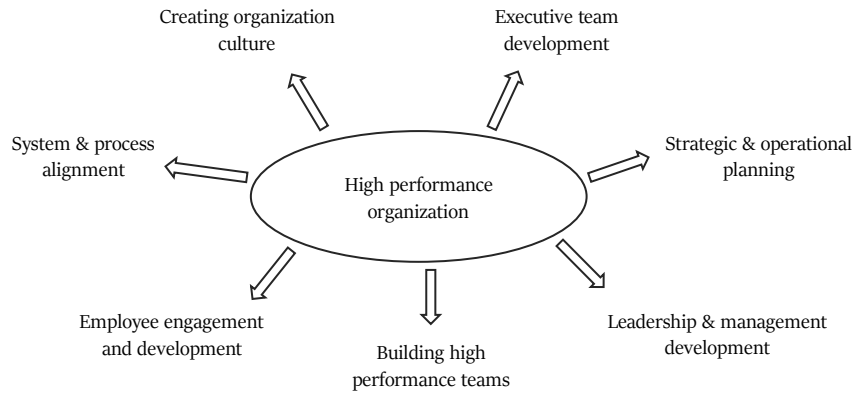 Creating organization
culture
Executive team
development
System & process
alignment
Strategic & operational
planning
High performance
organization
Employee engagement
and development
Building high
performance teams
Leadership & management
development